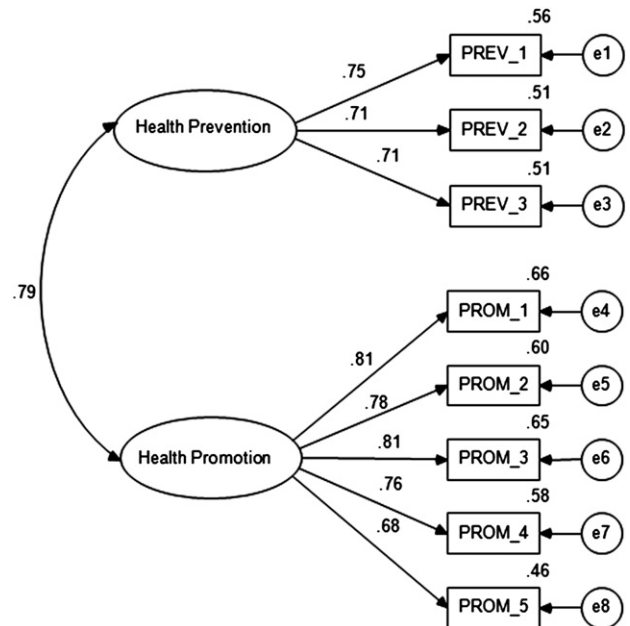 .56
.75
PREV_1
e1
Health Prevention
.71
.51
PREV_2
e2
.71
.51
PREV_3
e3
.79
.66
.81
PROM_1
e4
.60
.78
PROM_2
e5
Health Promotion
.81
.65
PROM_3
e6
.76
.58
PROM_4
e7
.68
.46
PROM_5
e8